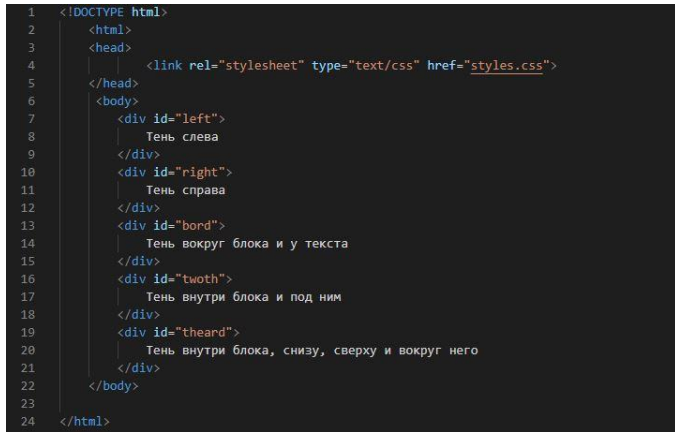 1 <!DOCTYPE html>
2 <html>
3 <head>
4 <link rel="stylesheet" type="text/css" href="styles.css">
5 </head>
6 <body>
7 <div id="left">
8 Тень слева
9 </div>
10 <div id="right">
11 Тень справа
12 </div>
13 <div id="bord">
14 Тень вокруг блока и у текста
15 </div>
16 <div id="twoth">
17 Тень внутри блока и под ним
18 </div>
19 <div id="theard">
20 Тень внутри блока, снизу, сверху и вокруг него
21 </div>
22 </body>
23
24 </html>